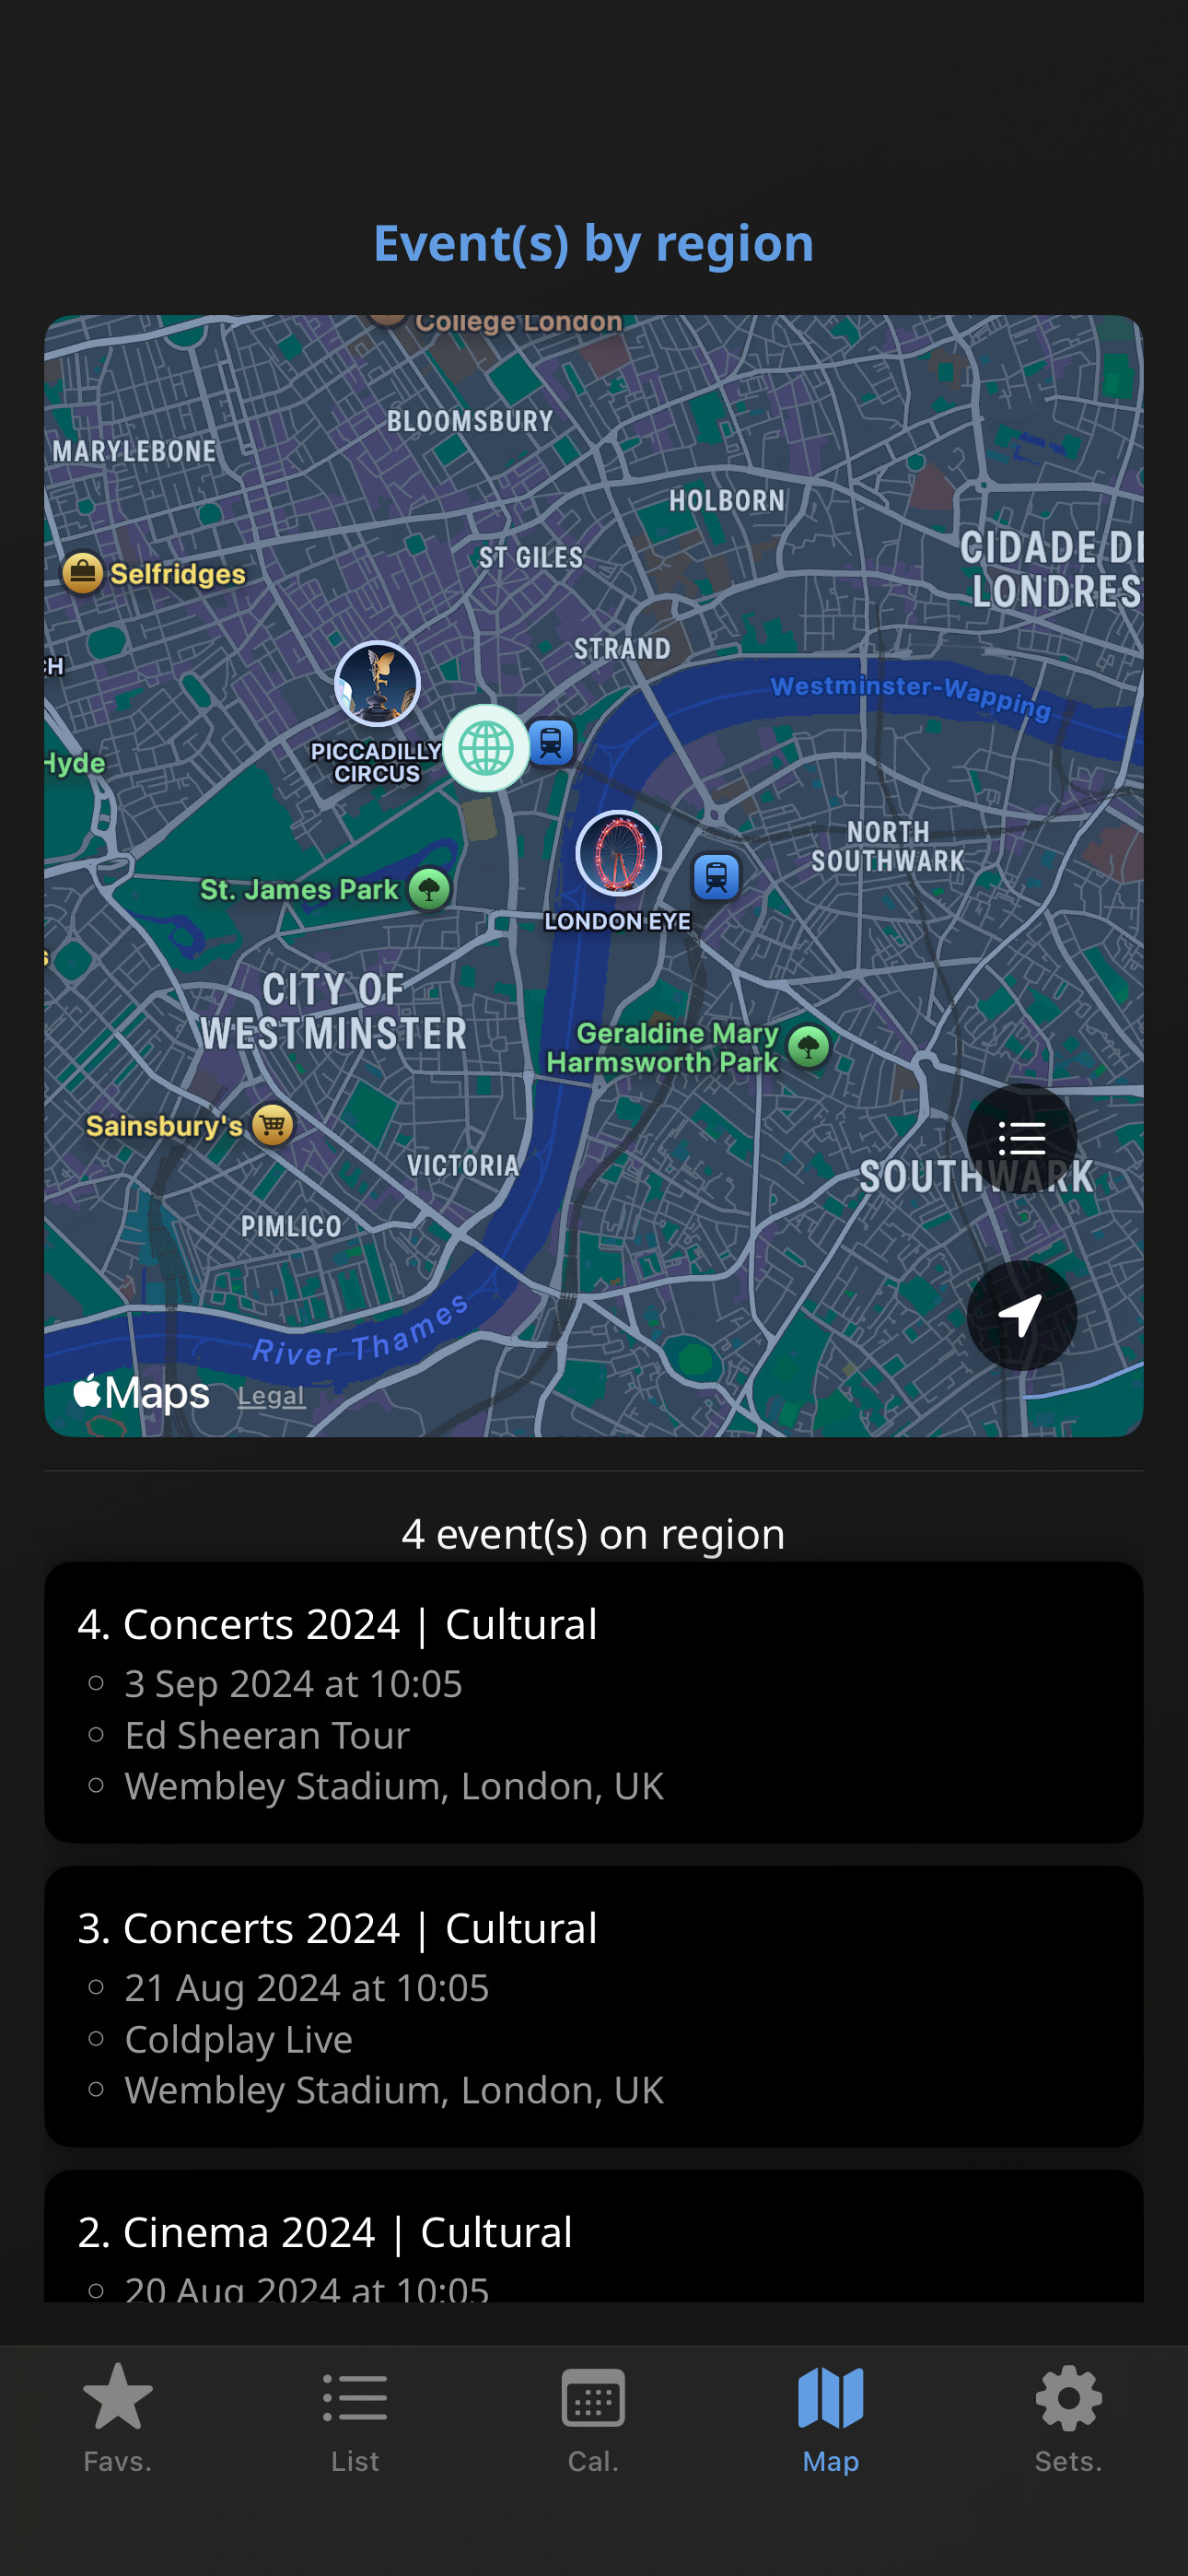 Event(s) by region
College London
BLOOMSBURY
MARYLEBONE
HOLBORN
ST GILES
CIDADE DE
LONDRES
Selfridges
STRAND
CH
Westminster-Wapping
PICCADILLY
CIRCUS
Hyde
NORTH
SOUTHWARK
St. James Park
LONDON EYE
s
CITY OF
WESTMINSTER
Geraldine Mary
Harmsworth Park
Sainsbury's
VICTORIA
SOUTHWARK
PIMLICO
River Thames
Maps
Legal
4 event(s) on region
4. Concerts 2024 | Cultural
3 Sep 2024 at 10:05
Ed Sheeran Tour
Wembley Stadium, London, UK
3. Concerts 2024 | Cultural
21 Aug 2024 at 10:05
Coldplay Live
Wembley Stadium, London, UK
2. Cinema 2024 | Cultural
20 Aug 2024 at 10:05
Favs.
List
Cal.
Map
Sets.